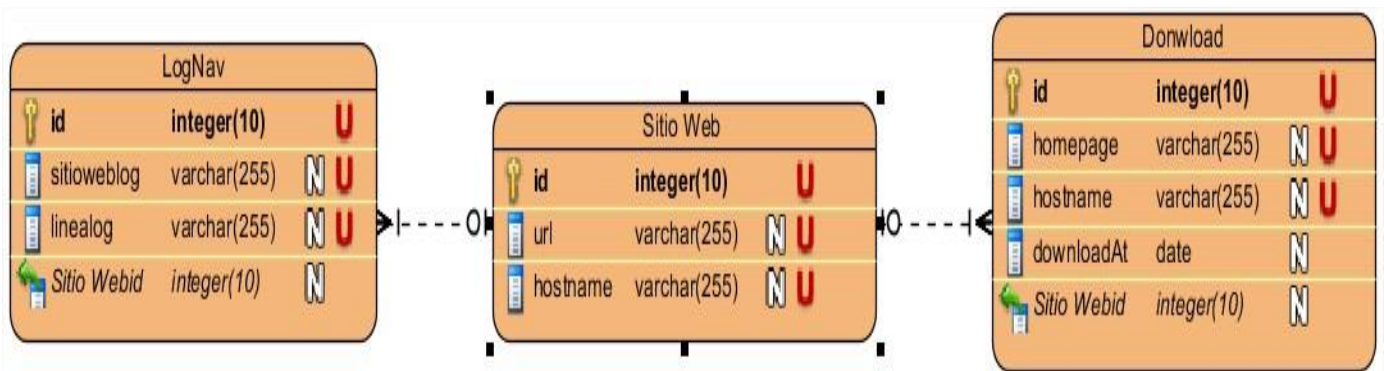 LogNav
id integer(10) U
sitioweblog varchar(255) N U
linealog varchar(255) N U
Sitio Webid integer(10) N
Sitio Web
id integer(10) U
url varchar(255) N U
hostname varchar(255) N U
Donwload
id integer(10) U
homepage varchar(255) N U
hostname varchar(255) N U
downloadAt date N
Sitio Webid integer(10) N